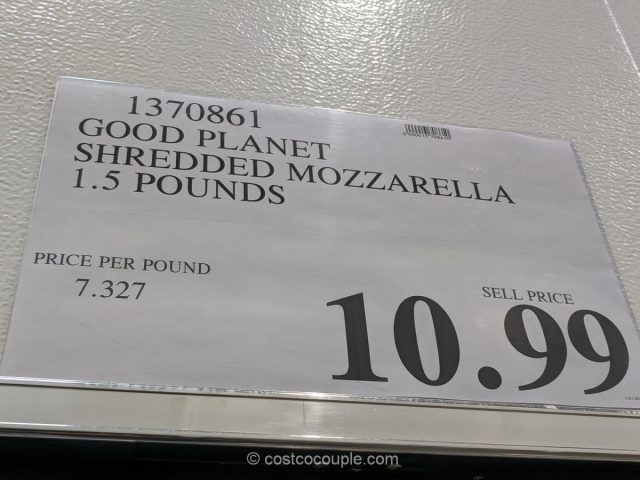 1370861
GOOD PLANET
SHREDDED MOZZARELLA
1.5 POUNDS
PRICE PER POUND
7.327
SELL PRICE
10.99
© costcocouple.com